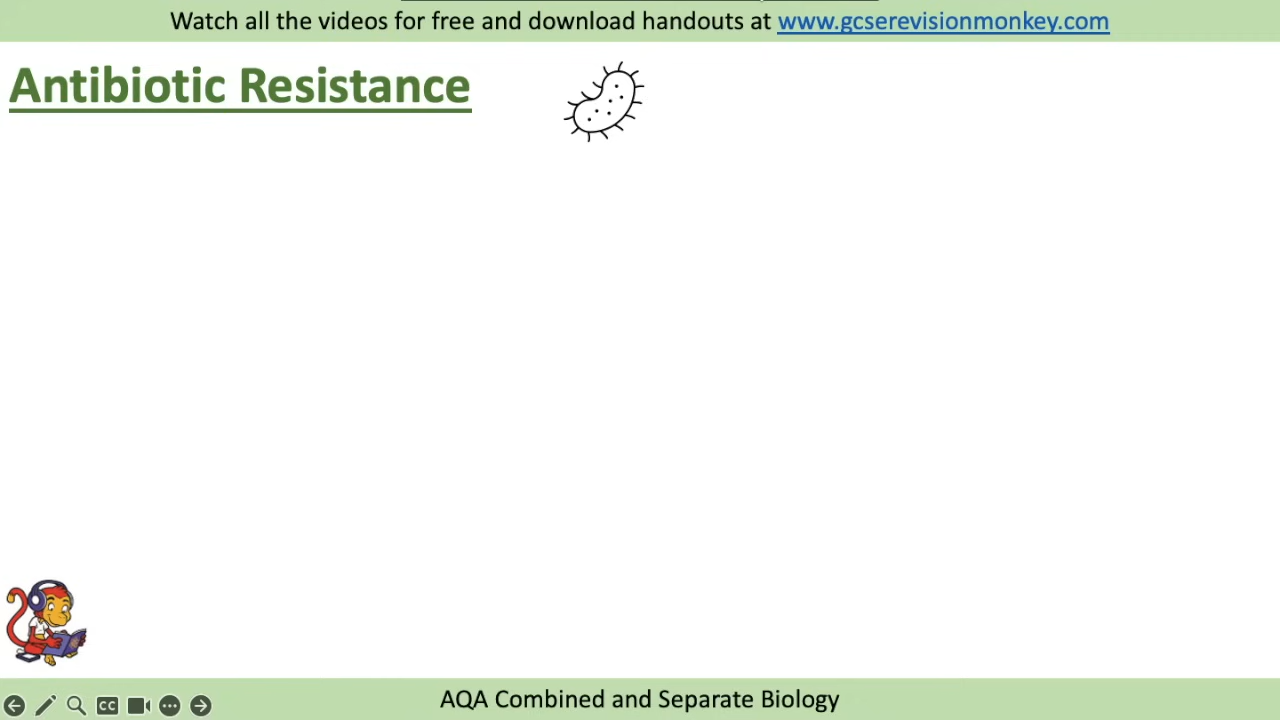 Watch all the videos for free and download handouts at www.gcserevisionmonkey.com
Antibiotic Resistance
CC
AQA Combined and Separate Biology